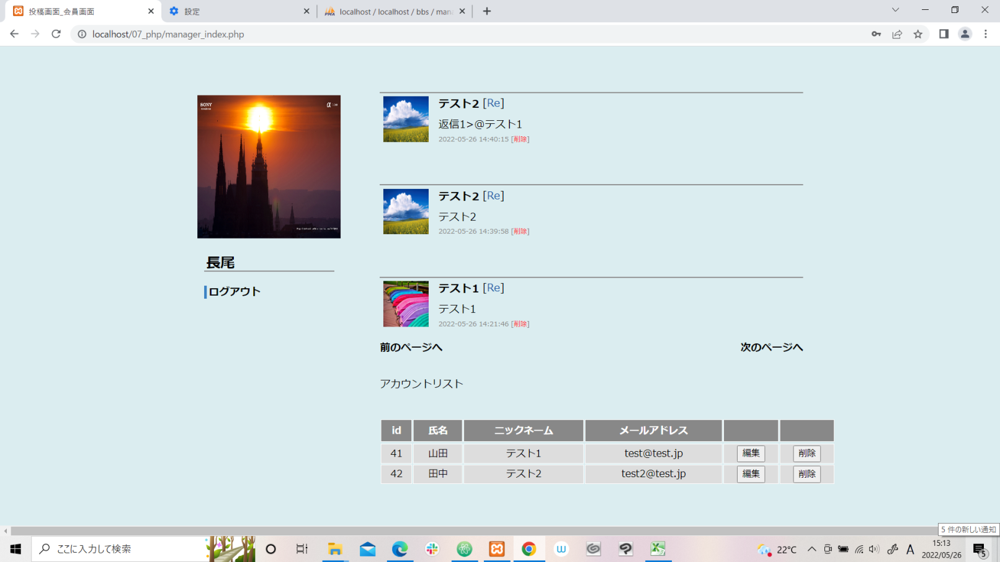 投稿画面_会員画面
設定
localhost / localhost / bbs / mana
localhost/07_php/manager_index.php
SONY
α
長尾
ログアウト
テスト2 [Re]
返信1>@テスト1
2022-05-26 14:40:15 [削除]
テスト2 [Re]
テスト2
2022-05-26 14:39:58 [削除]
テスト1 [Re]
テスト1
2022-05-26 14:21:46 [削除]
前のページへ 次のページへ
アカウントリスト
id 氏名 ニックネーム メールアドレス
41 山田 テスト1 test@test.jp 編集 削除
42 田中 テスト2 test2@test.jp 編集 削除
5 件の新しい通知
ここに入力して検索
22°C
A
15:13
2022/05/26
5